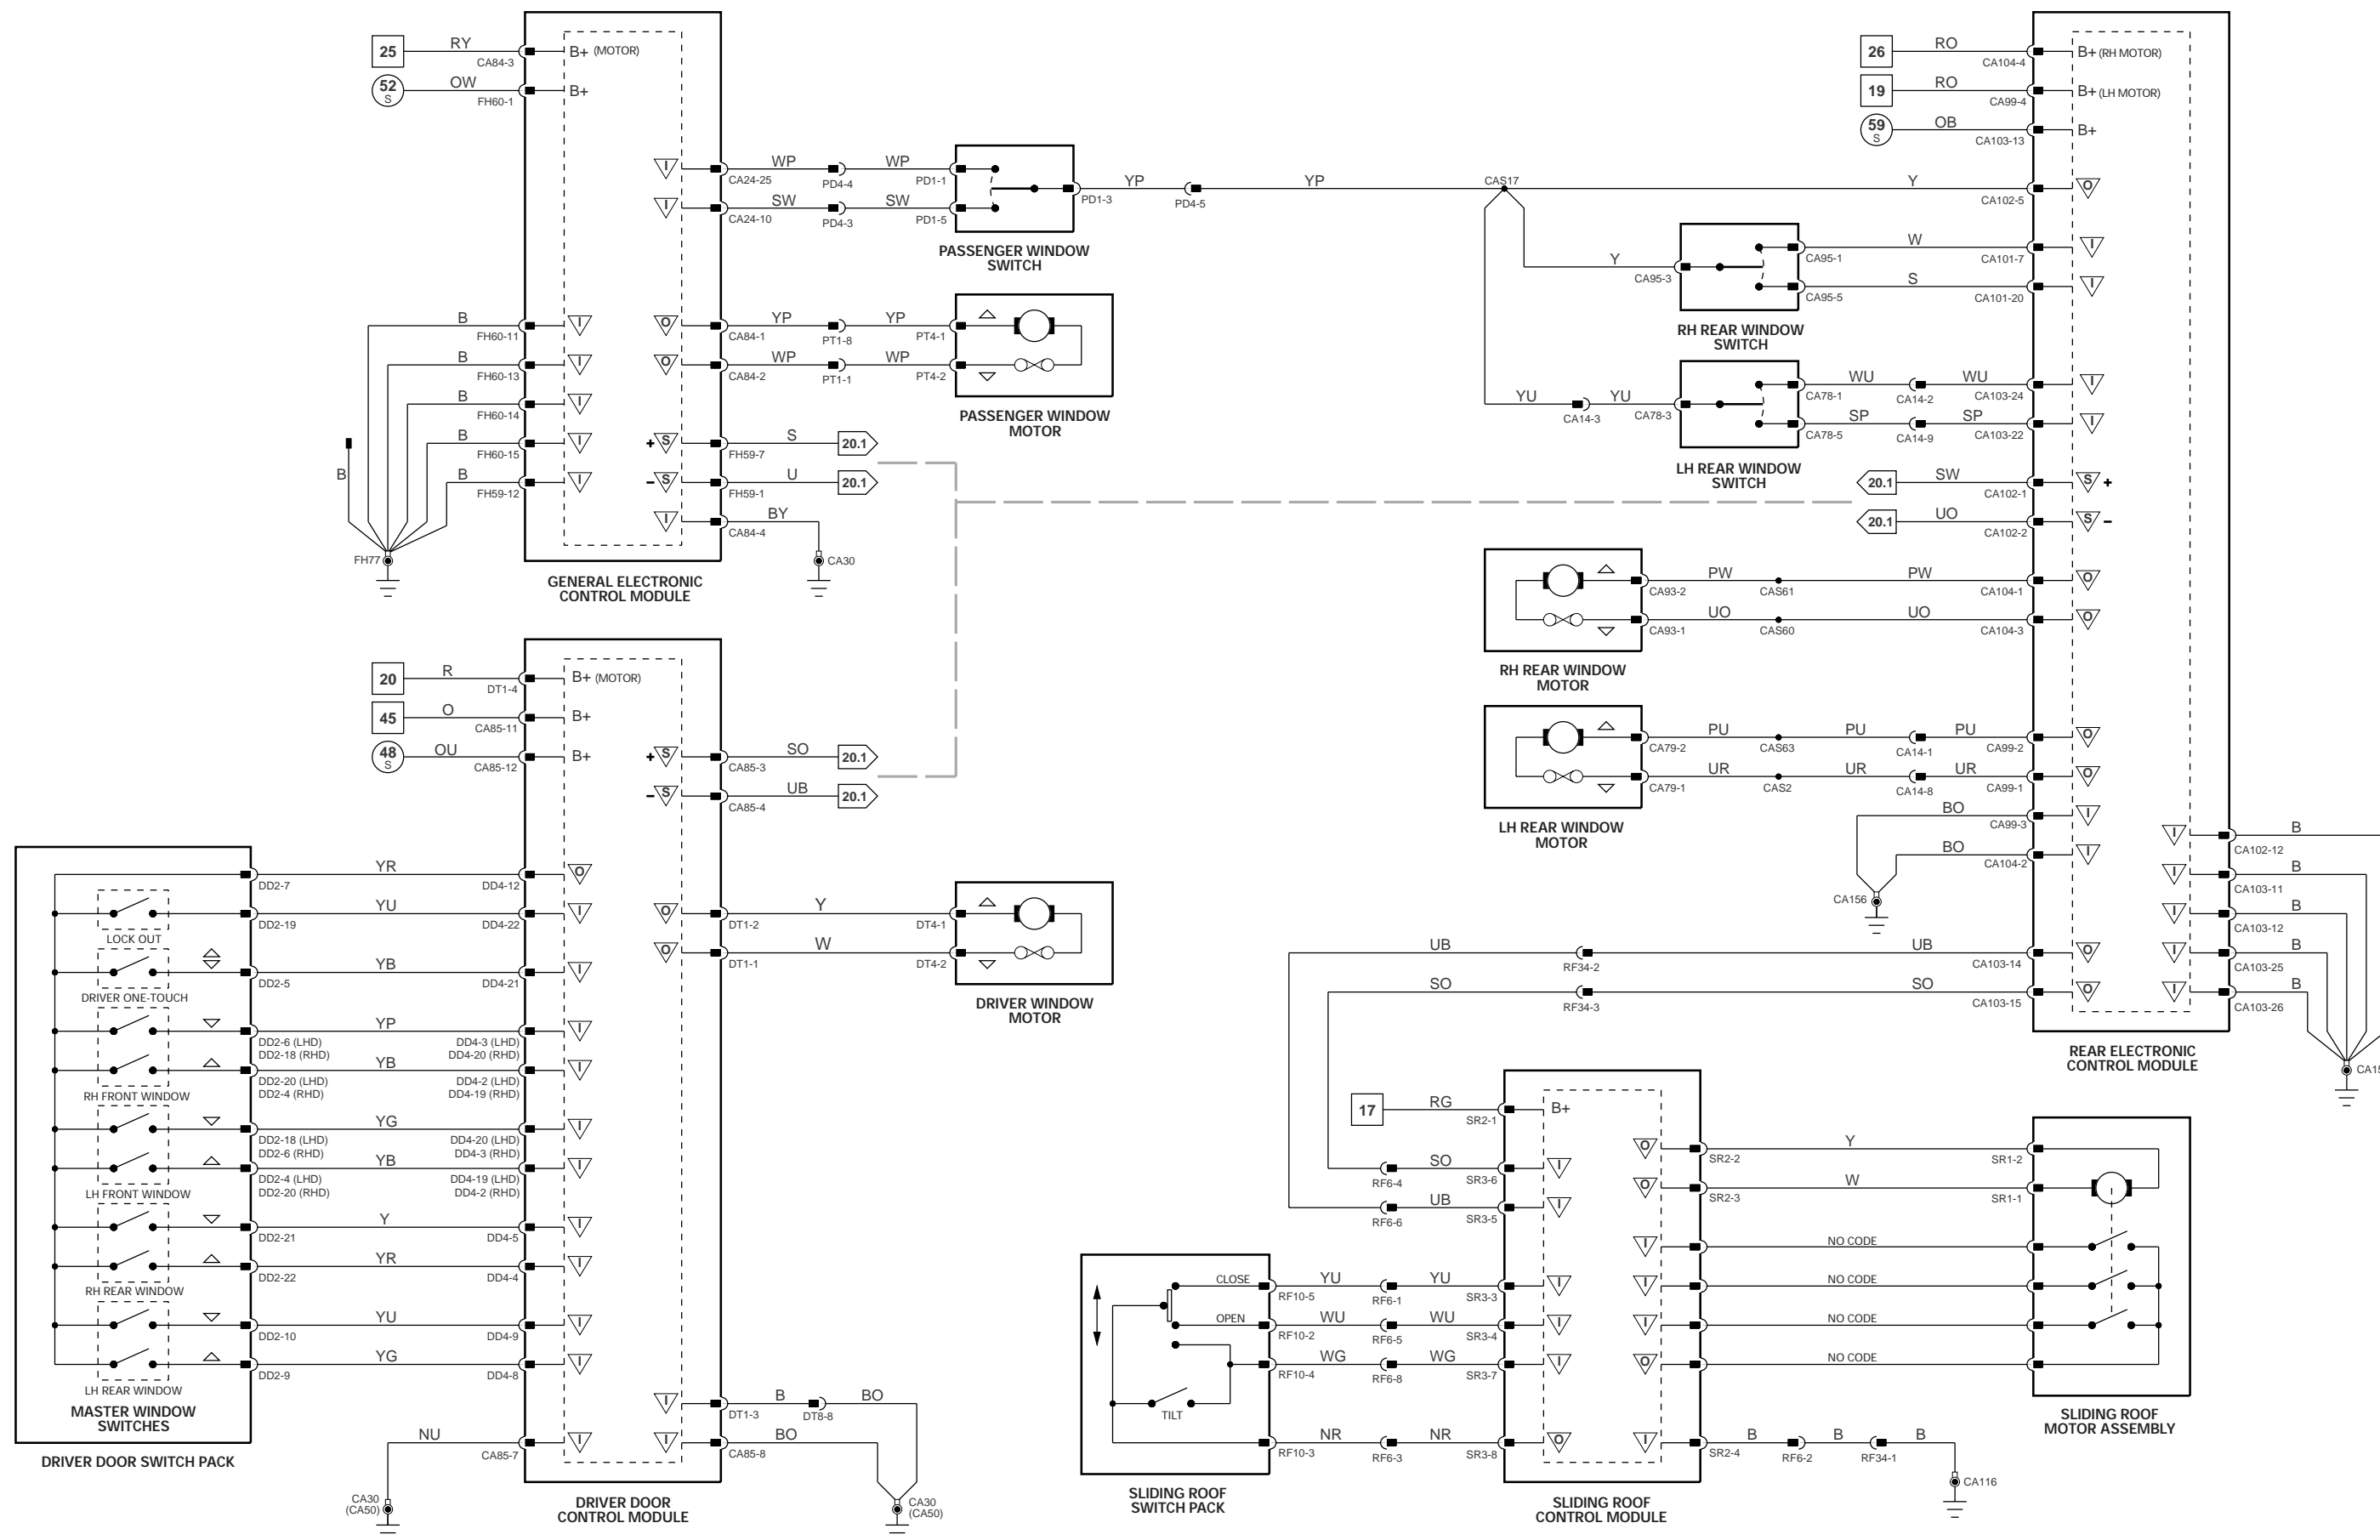 25
RY
CA84-3
B+ (MOTOR)
52
S
OW
FH60-1
B+
I
CA24-25
WP
PD4-4
WP
PD1-1
I
CA24-10
SW
PD4-3
SW
PD1-5
PD1-3
YP
PD4-5
YP
CAS17
PASSENGER WINDOW
SWITCH
B
FH60-11
I
O
CA84-1
YP
PT1-8
YP
PT4-1
B
FH60-13
I
O
CA84-2
WP
PT1-1
WP
PT4-2
PASSENGER WINDOW
MOTOR
B
FH60-14
I
B
FH60-15
I
+ S
FH59-7
S
20.1
B
B
FH59-12
I
– S
FH59-1
U
20.1
I
CA84-4
BY
CA30
FH77
GENERAL ELECTRONIC
CONTROL MODULE
26
RO
CA104-4
B+ (RH MOTOR)
19
RO
CA99-4
B+ (LH MOTOR)
59
S
OB
CA103-13
B+
Y
CA102-5
O
Y
CA95-3
CA95-1
W
CA101-7
I
CA95-5
S
CA101-20
I
RH REAR WINDOW
SWITCH
YU
CA14-3
YU
CA78-3
CA78-1
WU
CA14-2
WU
CA103-24
I
CA78-5
SP
CA14-9
SP
CA103-22
I
LH REAR WINDOW
SWITCH
20.1
SW
CA102-1
S +
20.1
UO
CA102-2
S –
CA93-2
PW
CAS61
PW
CA104-1
O
CA93-1
UO
CAS60
UO
CA104-3
O
RH REAR WINDOW
MOTOR
CA79-2
PU
CAS63
PU
CA14-1
PU
CA99-2
O
CA79-1
UR
CAS2
UR
CA14-8
UR
CA99-1
O
LH REAR WINDOW
MOTOR
BO
CA99-3
I
BO
CA104-2
I
CA156
I
CA102-12
B
I
CA103-11
B
I
CA103-12
B
I
CA103-25
B
I
CA103-26
B
UB
RF34-2
UB
CA103-14
O
SO
RF34-3
SO
CA103-15
O
REAR ELECTRONIC
CONTROL MODULE
20
R
DT1-4
B+ (MOTOR)
45
O
CA85-11
B+
48
S
OU
CA85-12
B+
+ S
CA85-3
SO
20.1
– S
CA85-4
UB
20.1
DD2-7
YR
DD4-12
O
LOCK OUT
DD2-19
YU
DD4-22
I
O
DT1-2
Y
DT4-1
O
DT1-1
W
DT4-2
DRIVER WINDOW
MOTOR
DRIVER ONE-TOUCH
DD2-5
YB
DD4-21
I
DD2-6 (LHD)
DD2-18 (RHD)
YP
DD4-3 (LHD)
DD4-20 (RHD)
I
DD2-20 (LHD)
DD2-4 (RHD)
YB
DD4-2 (LHD)
DD4-19 (RHD)
I
RH FRONT WINDOW
DD2-18 (LHD)
DD2-6 (RHD)
YG
DD4-20 (LHD)
DD4-3 (RHD)
I
DD2-4 (LHD)
DD2-20 (RHD)
YB
DD4-19 (LHD)
DD4-2 (RHD)
I
LH FRONT WINDOW
DD2-21
Y
DD4-5
I
DD2-22
YR
DD4-4
I
RH REAR WINDOW
DD2-10
YU
DD4-9
I
DD2-9
YG
DD4-8
I
LH REAR WINDOW
MASTER WINDOW
SWITCHES
DRIVER DOOR SWITCH PACK
I
DT1-3
B
DT8-8
BO
NU
CA85-7
I
I
CA85-8
BO
CA30
(CA50)
CA30
(CA50)
DRIVER DOOR
CONTROL MODULE
17
RG
SR2-1
B+
RF6-4
SO
SR3-6
I
RF6-6
UB
SR3-5
I
CLOSE
RF10-5
YU
RF6-1
YU
SR3-3
I
OPEN
RF10-2
WU
RF6-5
WU
SR3-4
I
RF10-4
WG
RF6-8
WG
SR3-7
I
TILT
RF10-3
NR
RF6-3
NR
SR3-8
O
SLIDING ROOF
SWITCH PACK
O
SR2-2
Y
SR1-2
O
SR2-3
W
SR1-1
I
NO CODE
I
NO CODE
I
NO CODE
O
NO CODE
I
SR2-4
B
RF6-2
B
RF34-1
B
CA116
SLIDING ROOF
CONTROL MODULE
SLIDING ROOF
MOTOR ASSEMBLY